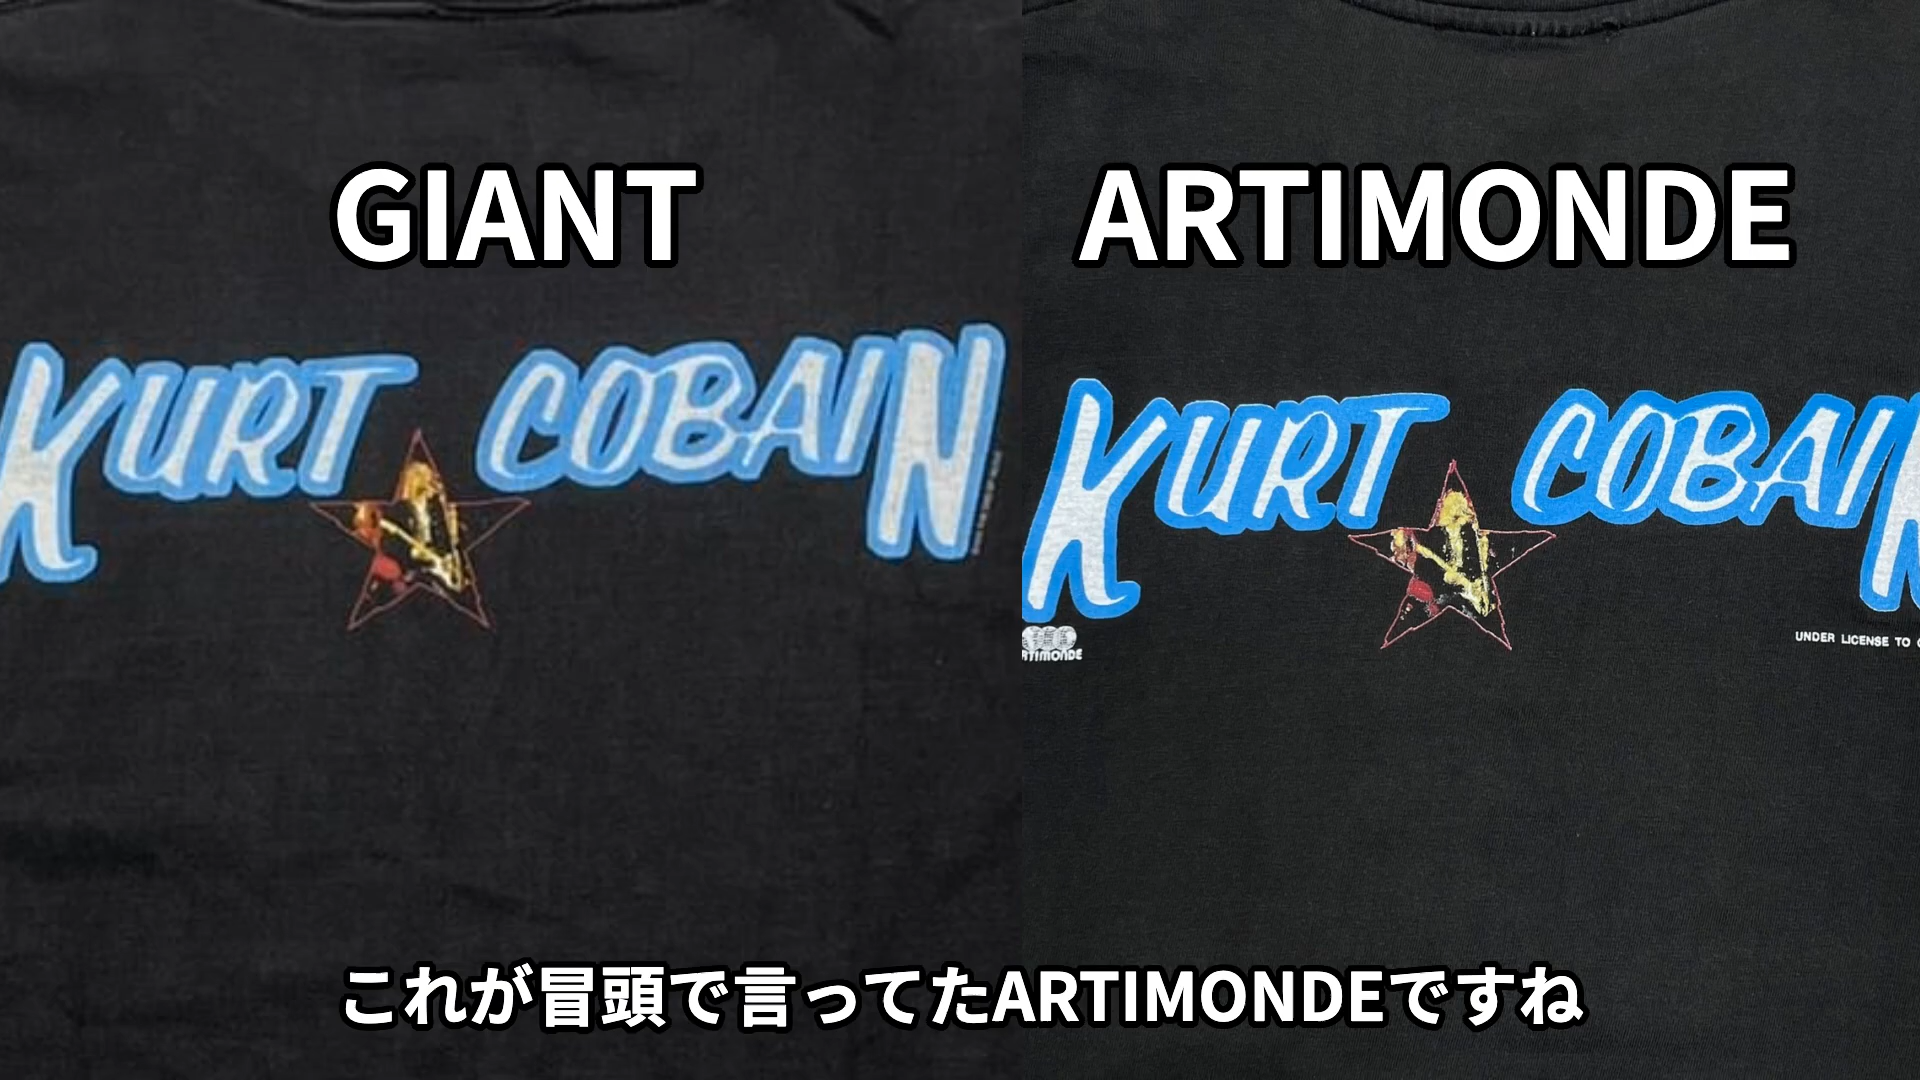 GIANT
ARTIMONDE
KURT COBAIN
KURT COBAIN
ARTIMONDE
UNDER LICENSE TO
これが冒頭で言ってたARTIMONDEですね